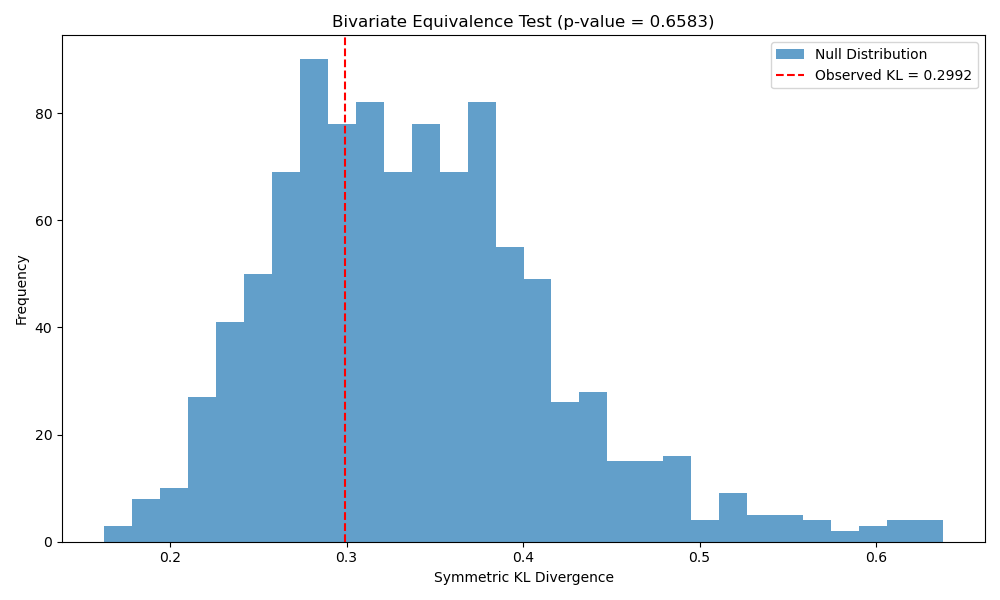 Bivariate Equivalence Test (p-value = 0.6583)
Null Distribution
Observed KL = 0.2992
Frequency
80
60
40
20
0
0.2 0.3 0.4 0.5 0.6
Symmetric KL Divergence